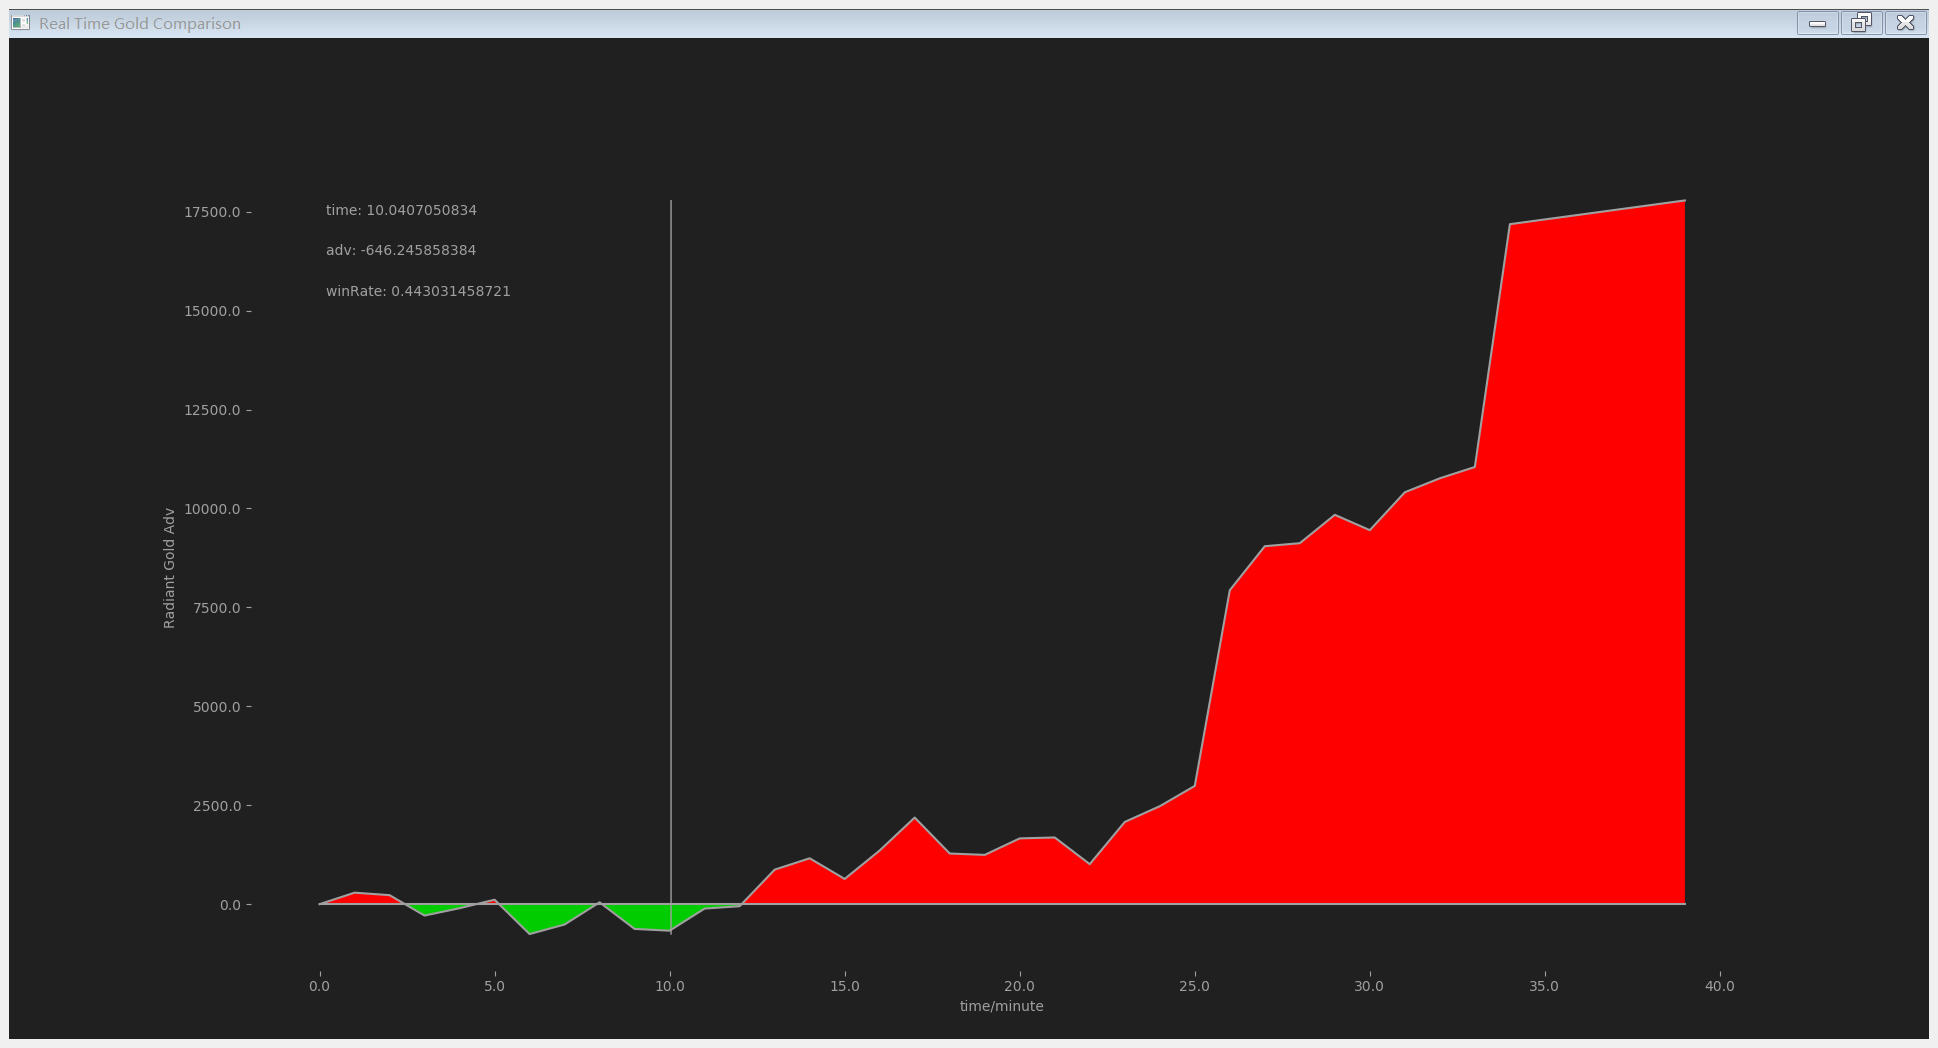 Real Time Gold Comparison
time: 10.0407050834
adv: -646.245858384
winRate: 0.443031458721
17500.0
15000.0
12500.0
10000.0
7500.0
5000.0
2500.0
0.0
Radiant Gold Adv
0.0 5.0 10.0 15.0 20.0 25.0 30.0 35.0 40.0
time/minute